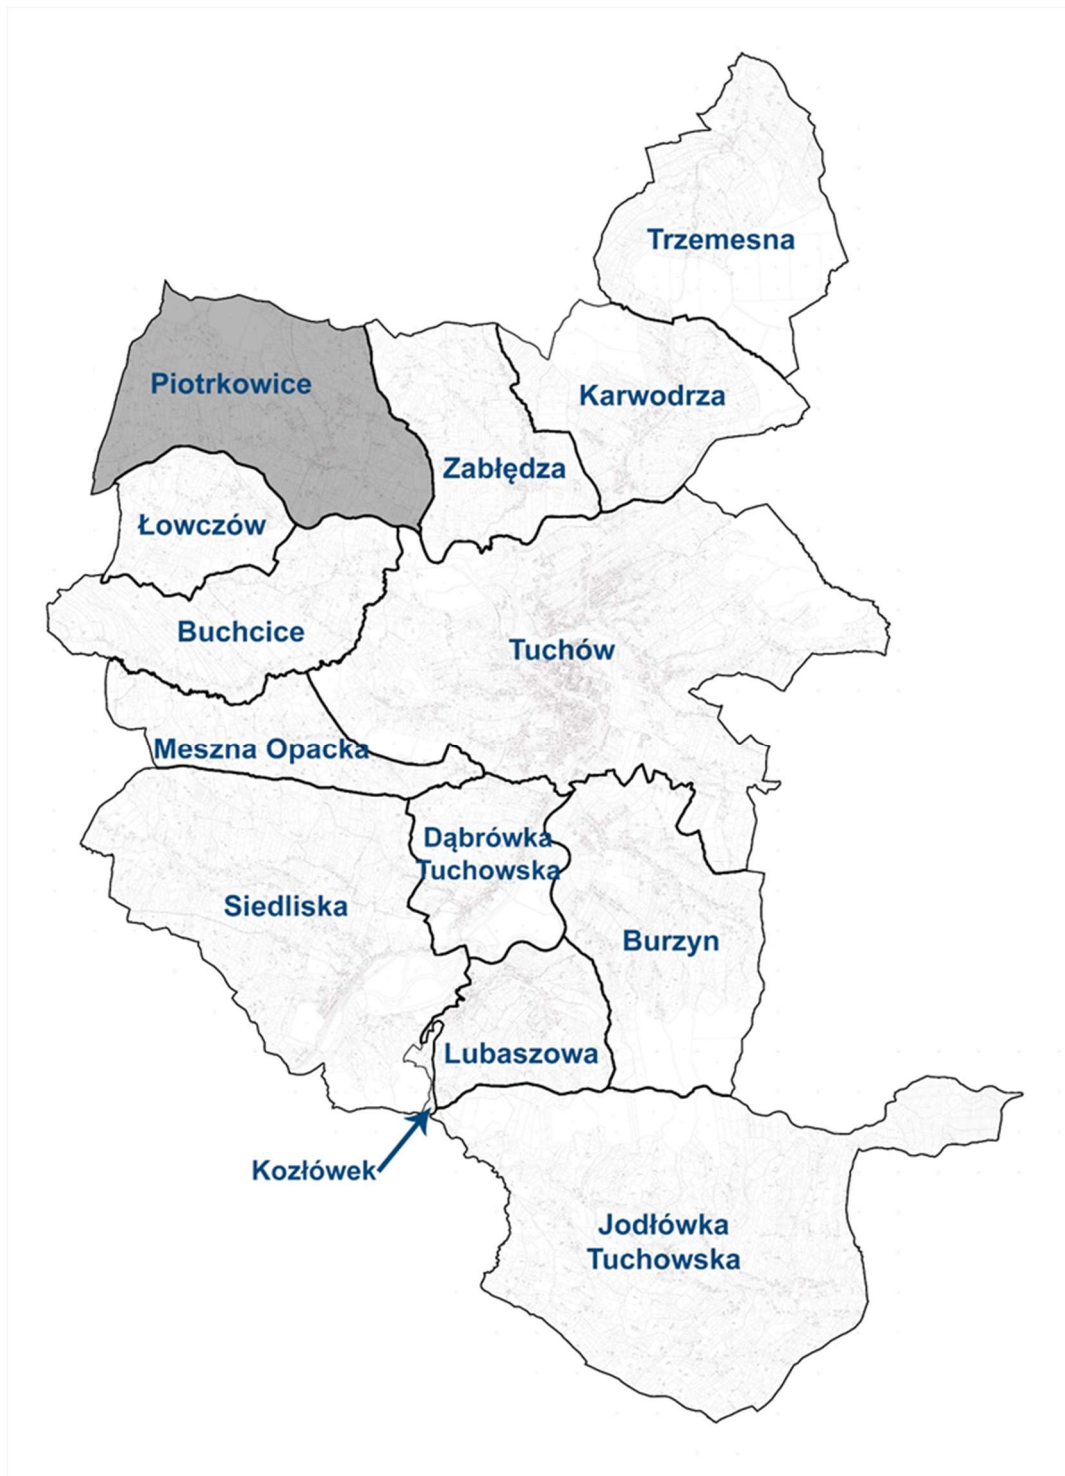 Trzemesna
Piotrkowice
Karwodrza
Zabłędza
Łowczów
Buchcice
Tuchów
Meszna Opacka
Dąbrówka
Tuchowska
Siedliska
Burzyn
Lubaszowa
Kozłówek
Jodłówka
Tuchowska